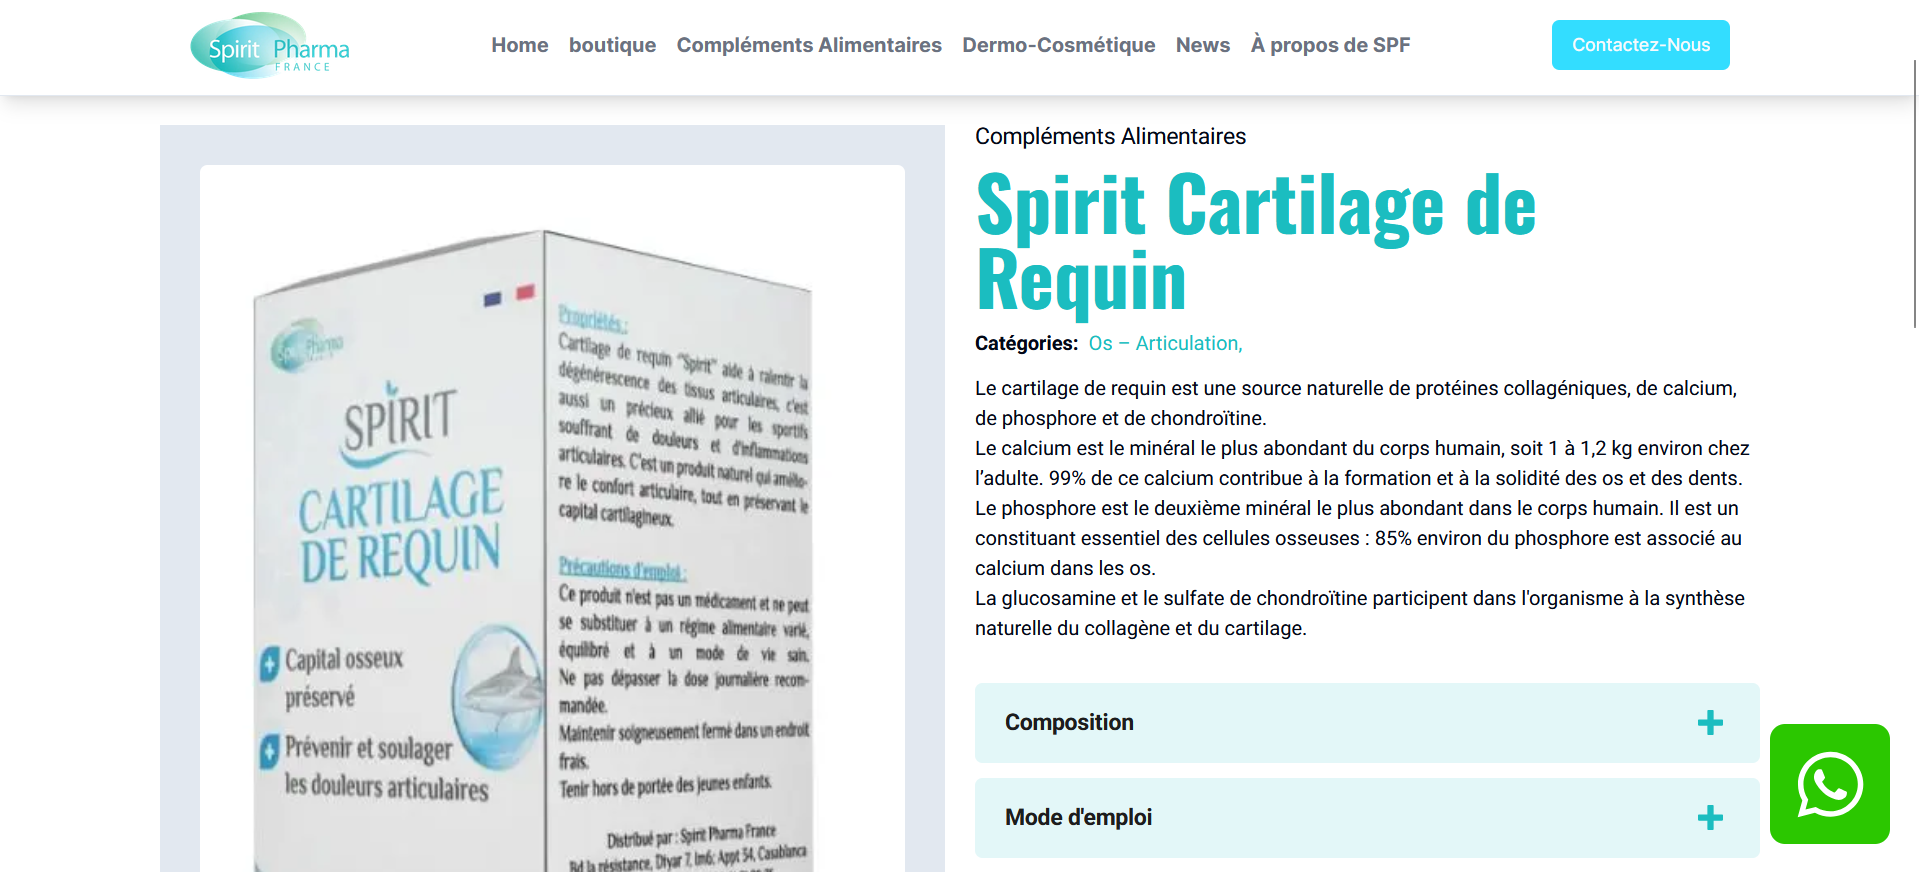 Spirit Pharma
FRANCE
Home boutique Compléments Alimentaires Dermo-Cosmétique News À propos de SPF
Contactez-Nous
Spirit Pharma
SPIRIT
CARTILAGE
DE REQUIN
Capital osseux
préservé
Prévenir et soulager
les douleurs articulaires
Propriétés :
Cartilage de requin "Spirit" aide à ralentir la
dégénérescence des tissus articulaires, c'est
aussi un précieux allié pour les sportifs
souffrant de douleurs et d'inflammations
articulaires. C'est un produit naturel qui amélio-
re le confort articulaire, tout en préservant le
capital cartilagineux.
Précautions d'emploi :
Ce produit n'est pas un médicament et ne peut
se substituer à un régime alimentaire varié,
équilibré et à un mode de vie sain.
Ne pas dépasser la dose journalière recom-
mandée.
Maintenir soigneusement fermé dans un endroit
frais.
Tenir hors de portée des jeunes enfants.
Distribué par : Spirit Pharma France
Bd la résistance, Diyar 7, Im6; Appt 54, Casablanca
Compléments Alimentaires
Spirit Cartilage de
Requin
Catégories: Os – Articulation,
Le cartilage de requin est une source naturelle de protéines collagéniques, de calcium,
de phosphore et de chondroïtine.
Le calcium est le minéral le plus abondant du corps humain, soit 1 à 1,2 kg environ chez
l’adulte. 99% de ce calcium contribue à la formation et à la solidité des os et des dents.
Le phosphore est le deuxième minéral le plus abondant dans le corps humain. Il est un
constituant essentiel des cellules osseuses : 85% environ du phosphore est associé au
calcium dans les os.
La glucosamine et le sulfate de chondroïtine participent dans l'organisme à la synthèse
naturelle du collagène et du cartilage.
Composition
Mode d'emploi